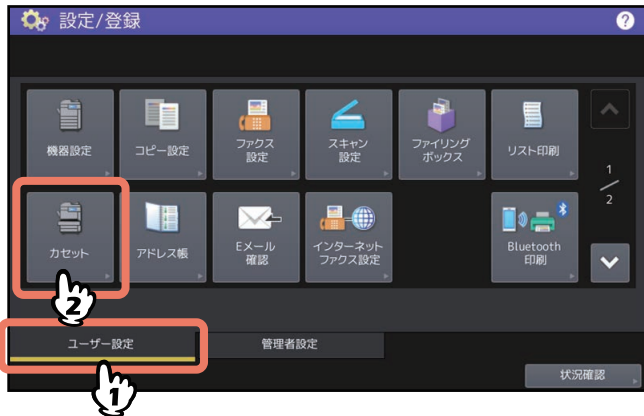 設定/登録
?
機器設定
コピー設定
ファクス
設定
スキャン
設定
ファイリング
ボックス
リスト印刷
1
2
カセット
アドレス帳
Eメール
確認
インターネット
ファクス設定
Bluetooth
印刷
2
ユーザー設定
管理者設定
1
状況確認